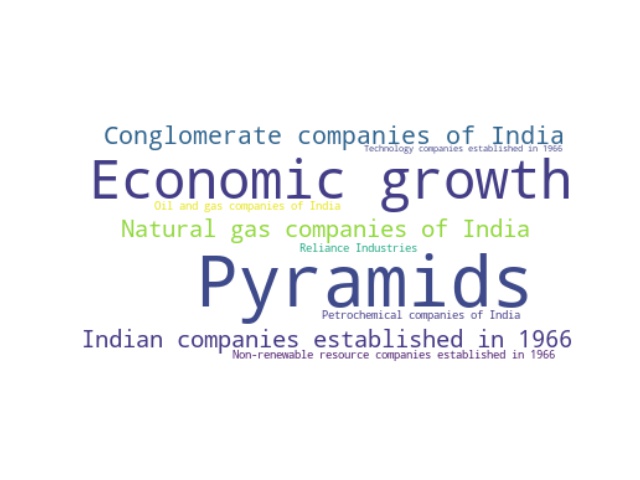 Conglomerate companies of India
Technology companies established in 1966
Economic growth
Oil and gas companies of India
Natural gas companies of India
Reliance Industries
Pyramids
Petrochemical companies of India
Indian companies established in 1966
Non-renewable resource companies established in 1966